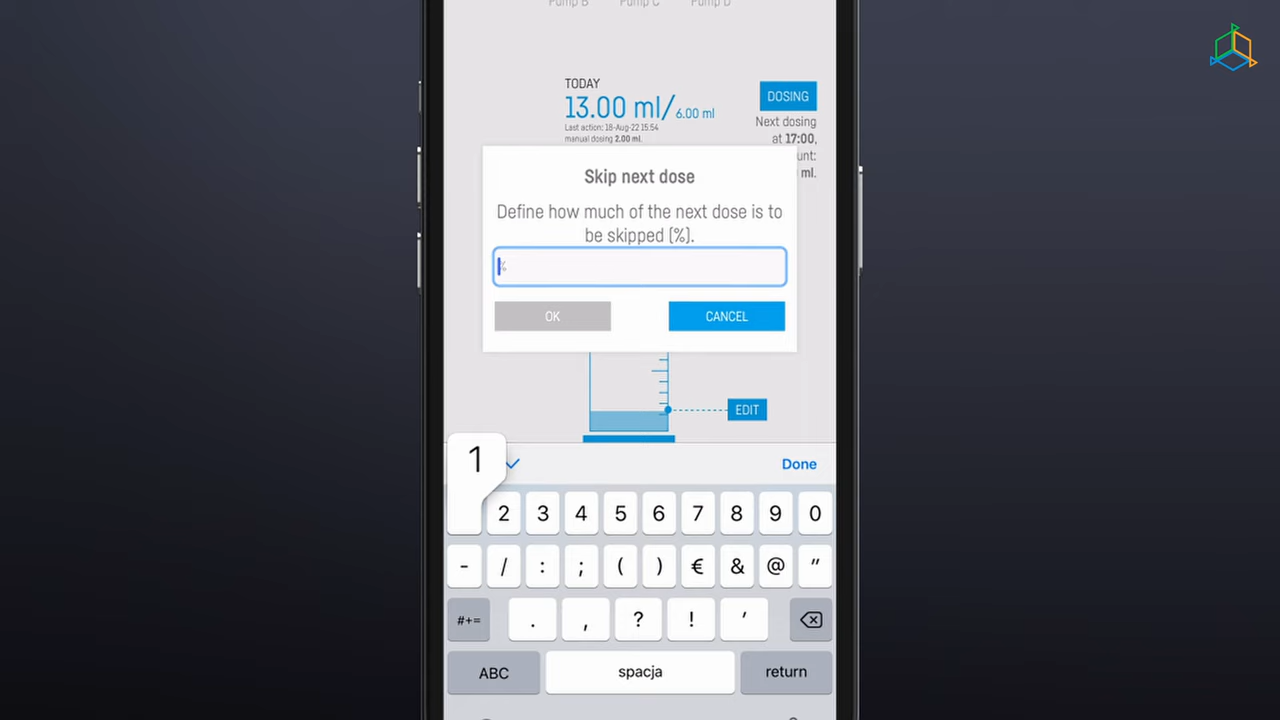 Pump B Pump C Pump D
TODAY
13.00 ml/6.00 ml
Last action: 18-Aug-22 15:54
manual dosing 2.00 ml.
DOSING
Next dosing
at 17:00,
ml.
Skip next dose
Define how much of the next dose is to
be skipped (%).
%
OK CANCEL
EDIT
Done
1 2 3 4 5 6 7 8 9 0
- / : ; ( ) € & @ "
#+= . , ? ! '
ABC spacja return